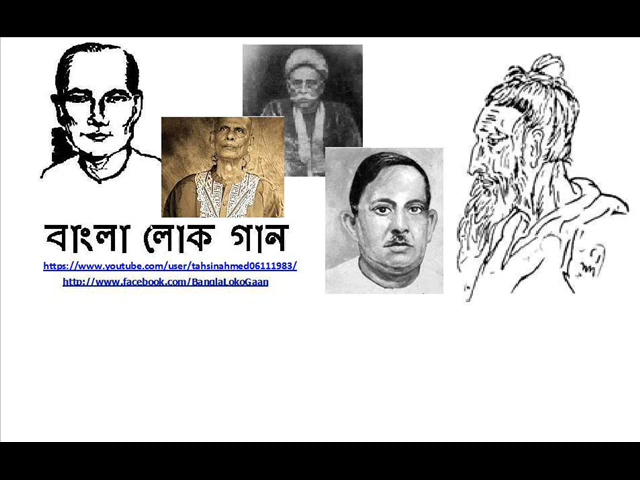 বাংলা লোক গান
https://www.youtube.com/user/tahsinahmed06111983/
http://www.facebook.com/BanglaLokoGaan